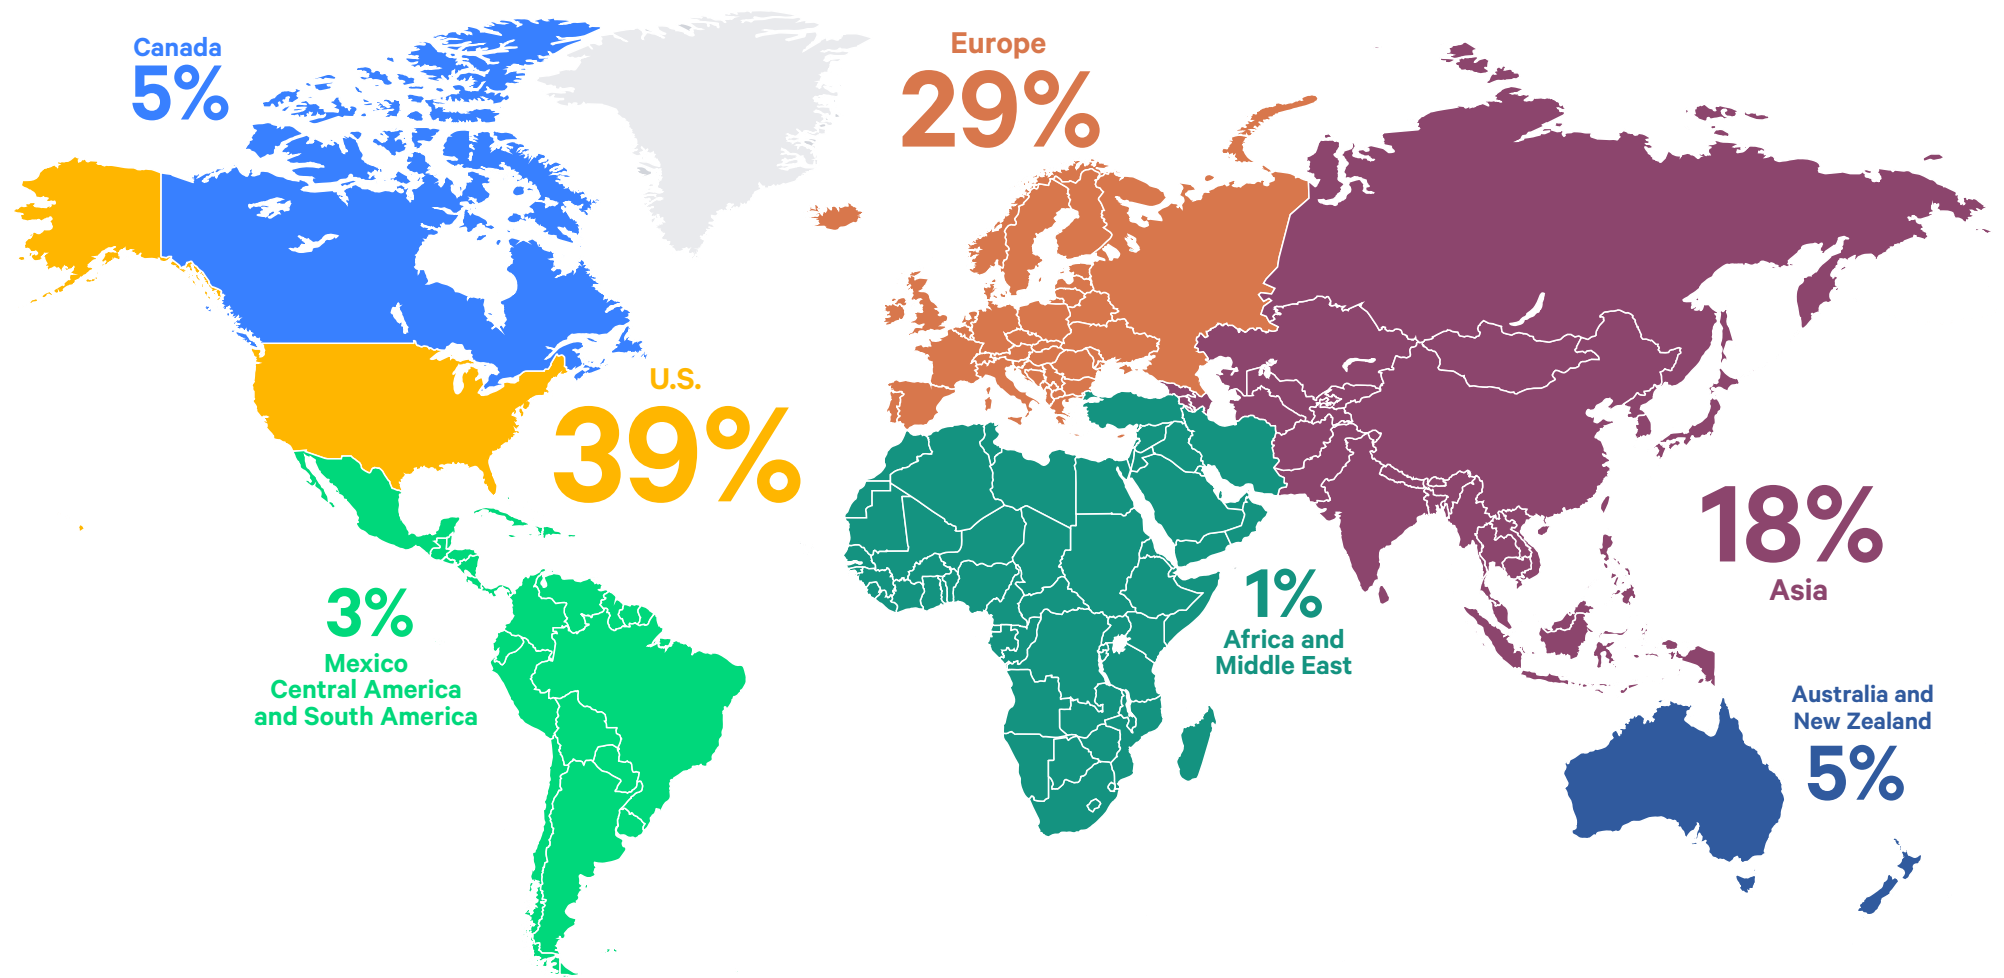 Canada
5%
Europe
29%
U.S.
39%
18%
Asia
1%
Africa and
Middle East
3%
Mexico
Central America
and South America
Australia and
New Zealand
5%